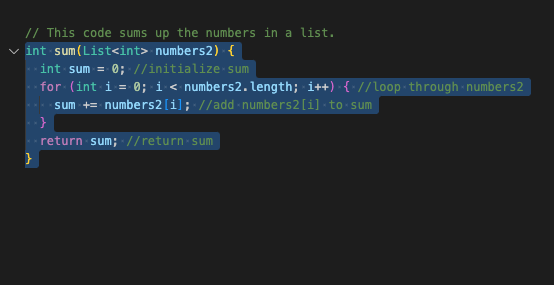 // This code sums up the numbers in a list.
int sum(List<int> numbers2) {
  int sum = 0; //initialize sum
  for (int i = 0; i < numbers2.length; i++) { //loop through numbers2
    sum += numbers2[i]; //add numbers2[i] to sum
  }
  return sum; //return sum
}